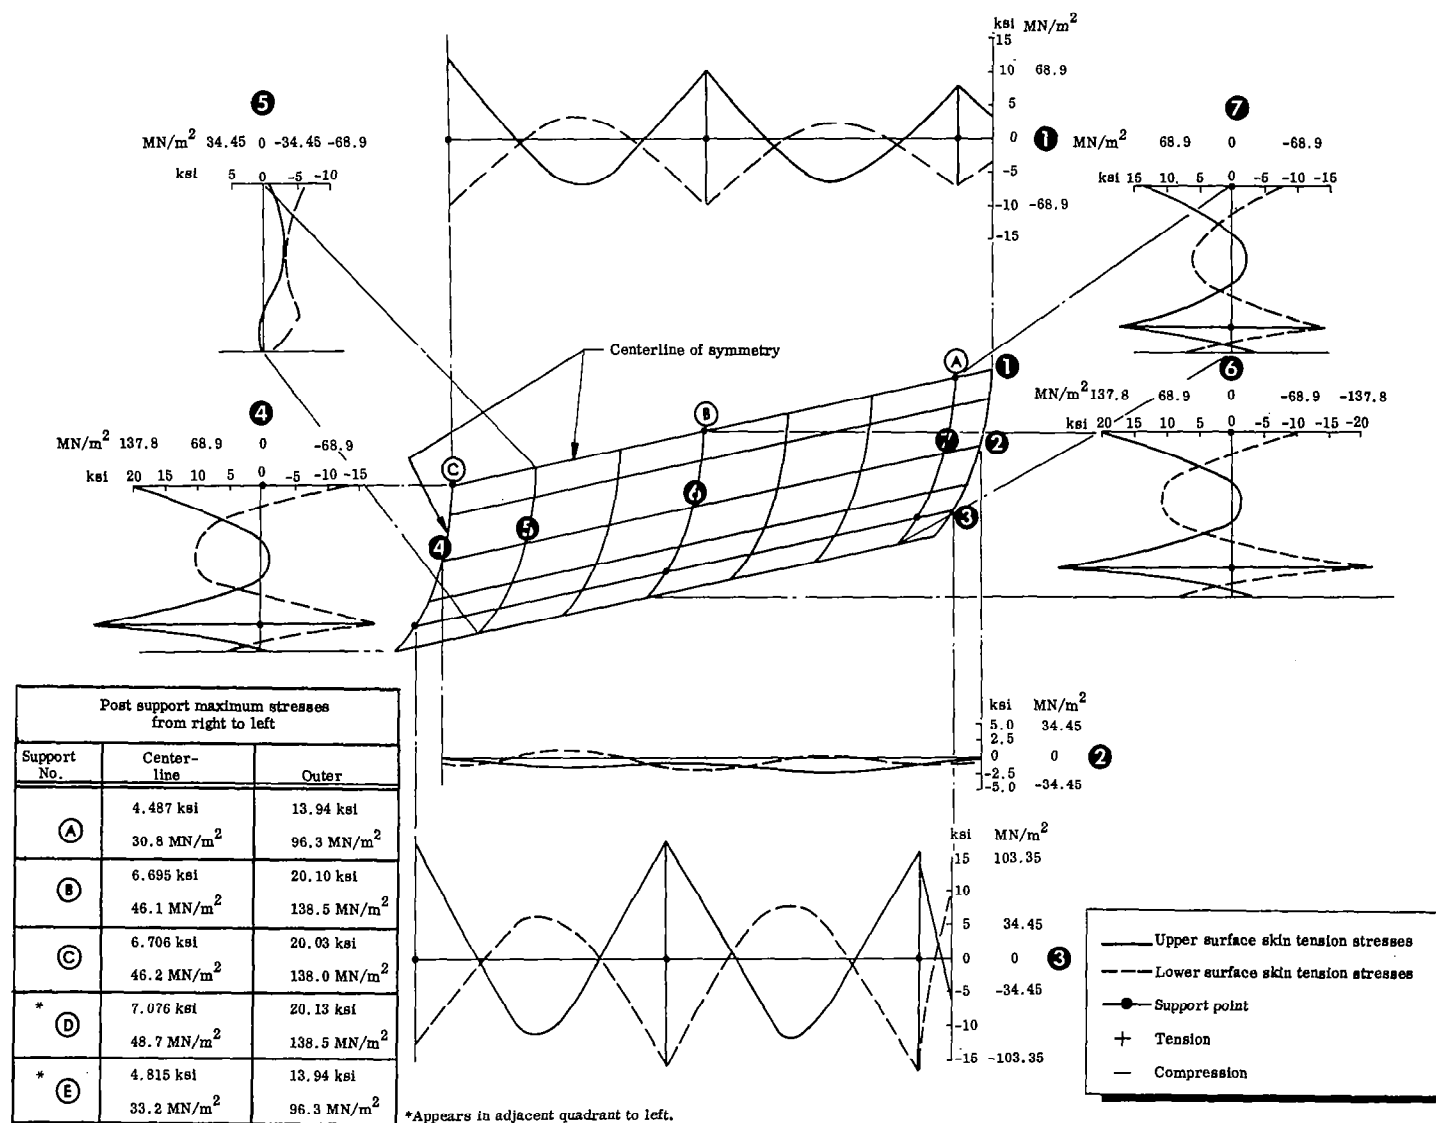 ksi MN/m²
15
10 68.9
5
0
-5
-10 -68.9
-15
1
5
MN/m² 34.45 0 -34.45 -68.9
ksi 5 0 -5 -10
7
MN/m² 68.9 0 -68.9
ksi 15 10 5 0 -5 -10 -15
Centerline of symmetry
A
1
B
2
7
C
6
3
5
4
6
MN/m² 137.8 68.9 0 -68.9 -137.8
ksi 20 15 10 5 0 -5 -10 -15 -20
4
MN/m² 137.8 68.9 0 -68.9
ksi 20 15 10 5 0 -5 -10 -15
ksi MN/m²
5.0 34.45
2.5
0 0
-2.5
-5.0 -34.45
2
ksi MN/m²
15 103.35
10
5 34.45
0 0
-5 -34.45
-10
-15 -103.35
3
Post support maximum stresses
from right to left
Support
No.
Center-
line
Outer
A
4.487 ksi 13.94 ksi
30.8 MN/m² 96.3 MN/m²
B
6.695 ksi 20.10 ksi
46.1 MN/m² 138.5 MN/m²
C
6.706 ksi 20.03 ksi
46.2 MN/m² 138.0 MN/m²
* D
7.076 ksi 20.13 ksi
48.7 MN/m² 138.5 MN/m²
* E
4.815 ksi 13.94 ksi
33.2 MN/m² 96.3 MN/m²
*Appears in adjacent quadrant to left.
Upper surface skin tension stresses
Lower surface skin tension stresses
Support point
+ Tension
— Compression